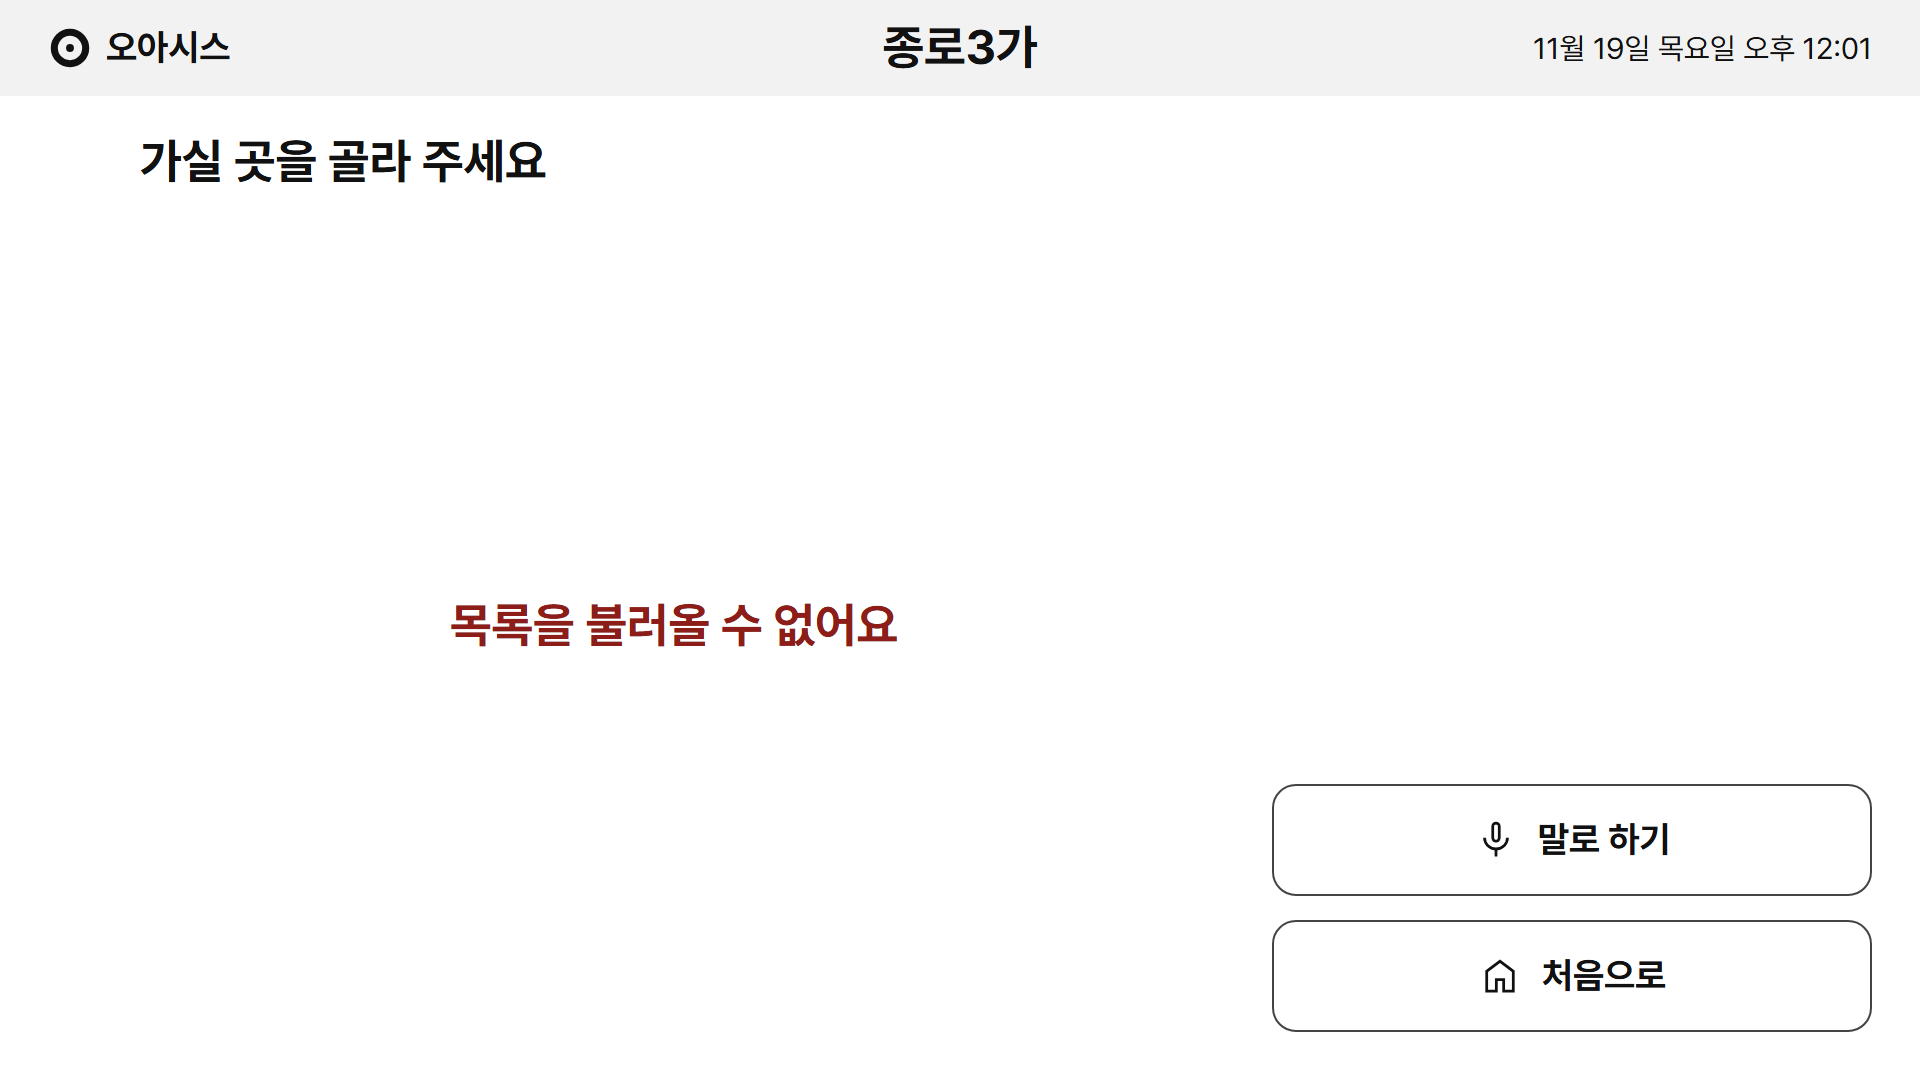 오아시스
종로3가
11월 19일 목요일 오후 12:01
가실 곳을 골라 주세요
목록을 불러올 수 없어요
말로 하기
처음으로